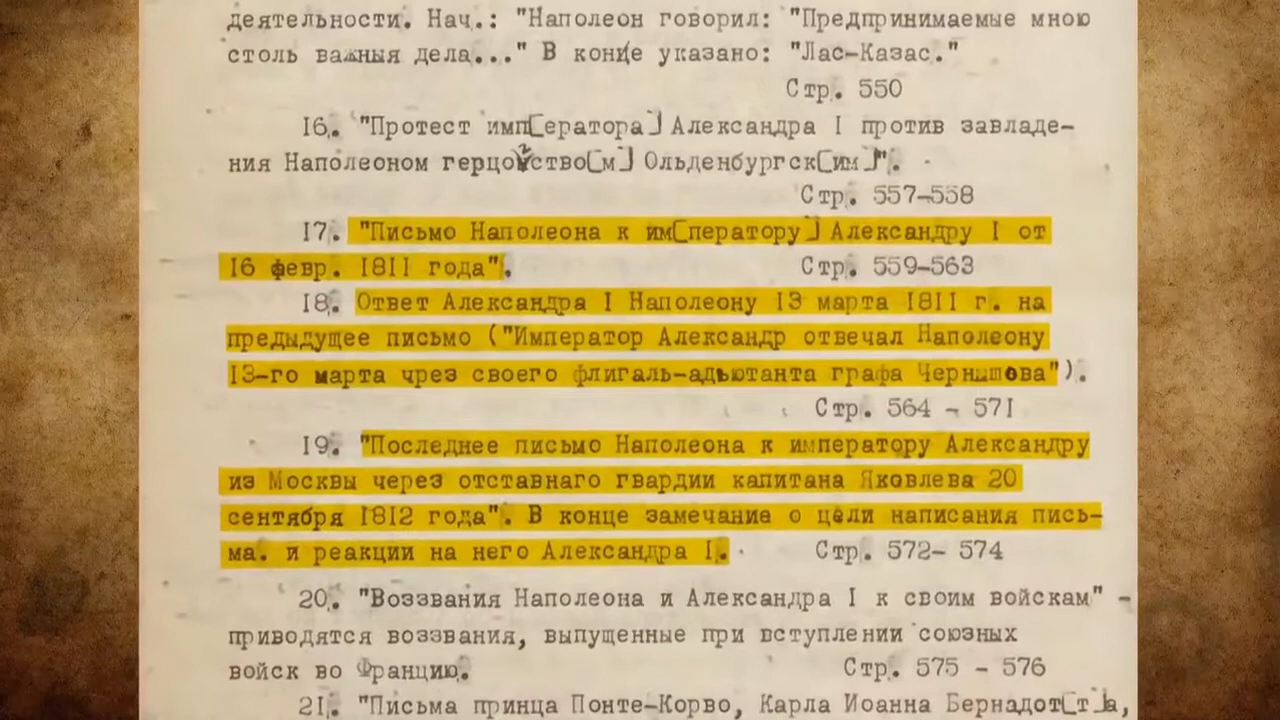 деятельности. Нач.: "Наполеон говорил: "Предпринимаемые мною
столь важныя дела..." В конце указано: "Лас-Казас."
Стр. 550
16. "Протест имп[ератора] Александра I против завладе-
ния Наполеоном герцогство[м] Ольденбургск[им]".
Стр. 557-558
17. "Письмо Наполеона к им[ператору] Александру I от
16 февр. 1811 года". Стр. 559-563
18. Ответ Александра I Наполеону 13 марта 1811 г. на
предыдущее письмо ("Император Александр отвечал Наполеону
13-го марта чрез своего флигаль-адьютанта графа Чернышова").
Стр. 564 - 571
19. "Последнее письмо Наполеона к императору Александру
из Москвы через отставнаго гвардии капитана Яковлева 20
сентября 1812 года". В конце замечание о цели написания пись-
ма. и реакции на него Александра I. Стр. 572- 574
20. "Воззвания Наполеона и Александра I к своим войскам" -
приводятся воззвания, выпущенные при вступлении союзных
войск во Францию. Стр. 575 - 576
21. "Письма принца Понте-Корво, Карла Иоанна Бернадот[т]а,